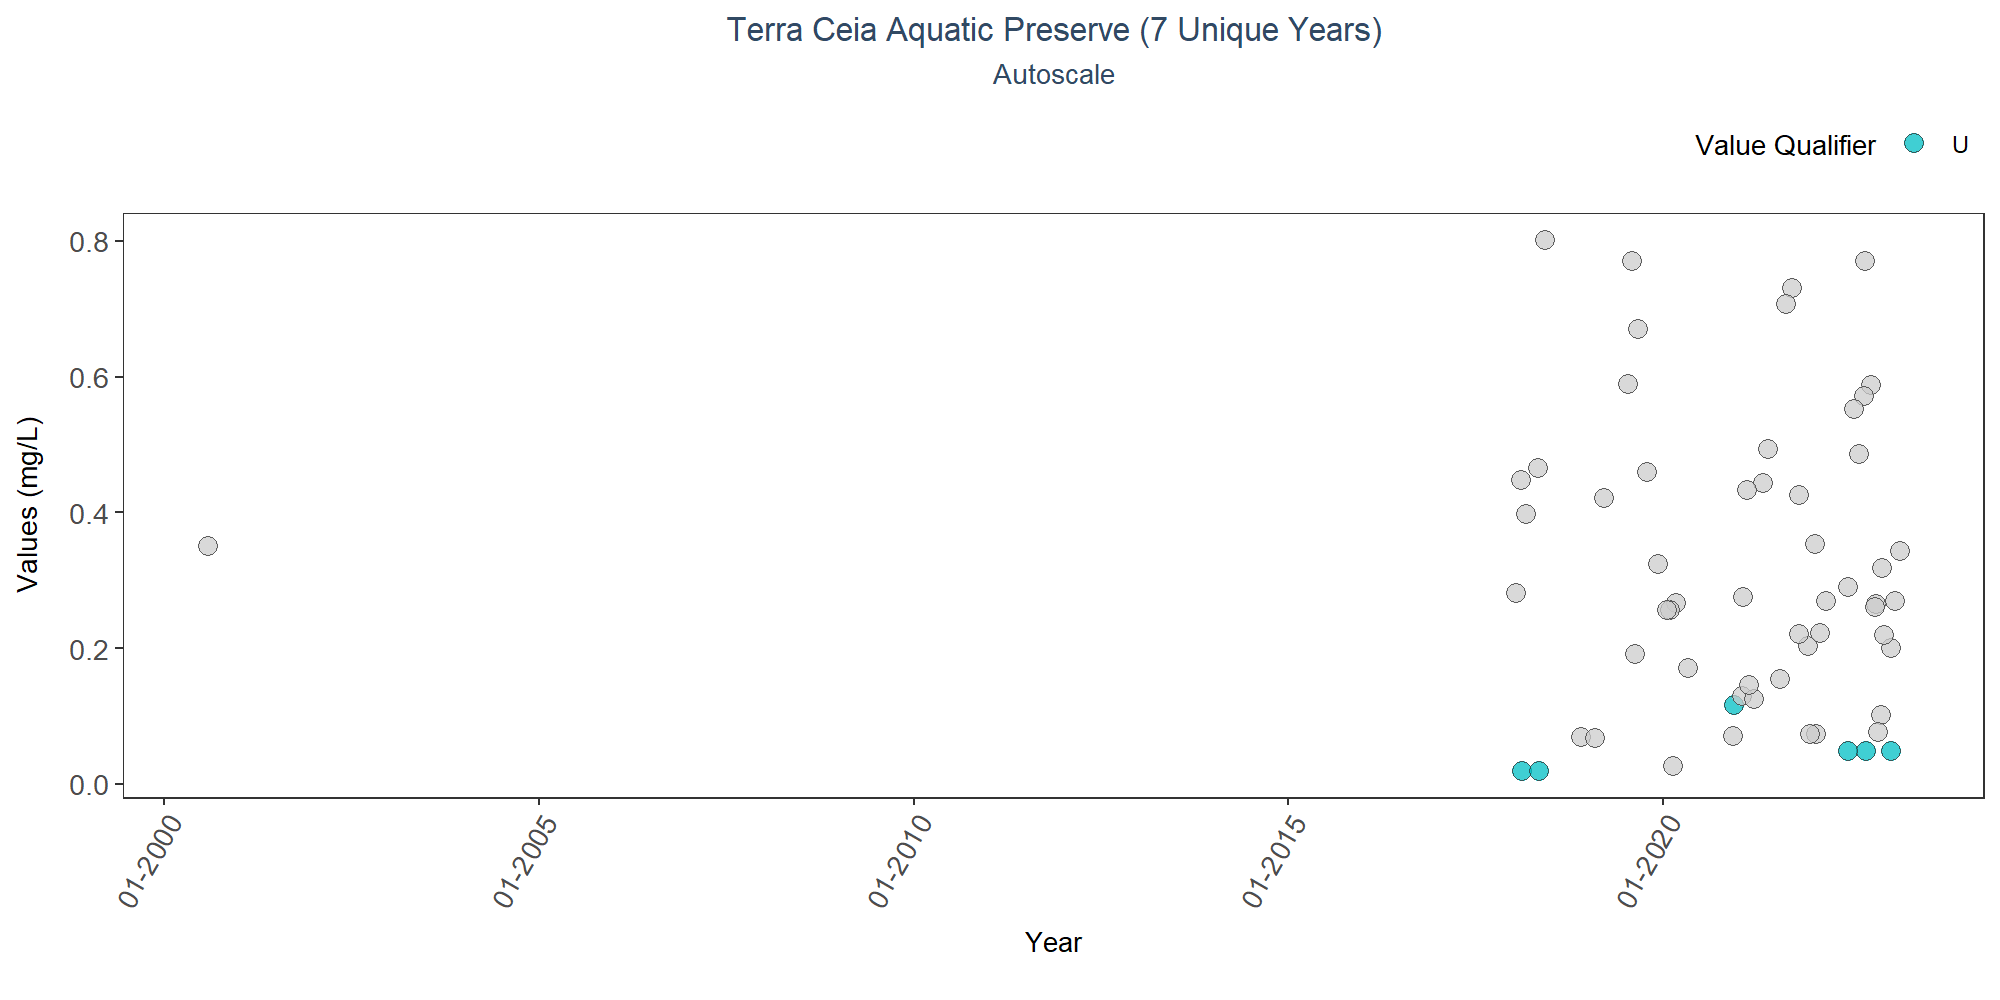 Terra Ceia Aquatic Preserve (7 Unique Years)
Autoscale
Value Qualifier U
Values (mg/L)
0.8
0.6
0.4
0.2
0.0
01-2000
01-2005
01-2010
01-2015
01-2020
Year